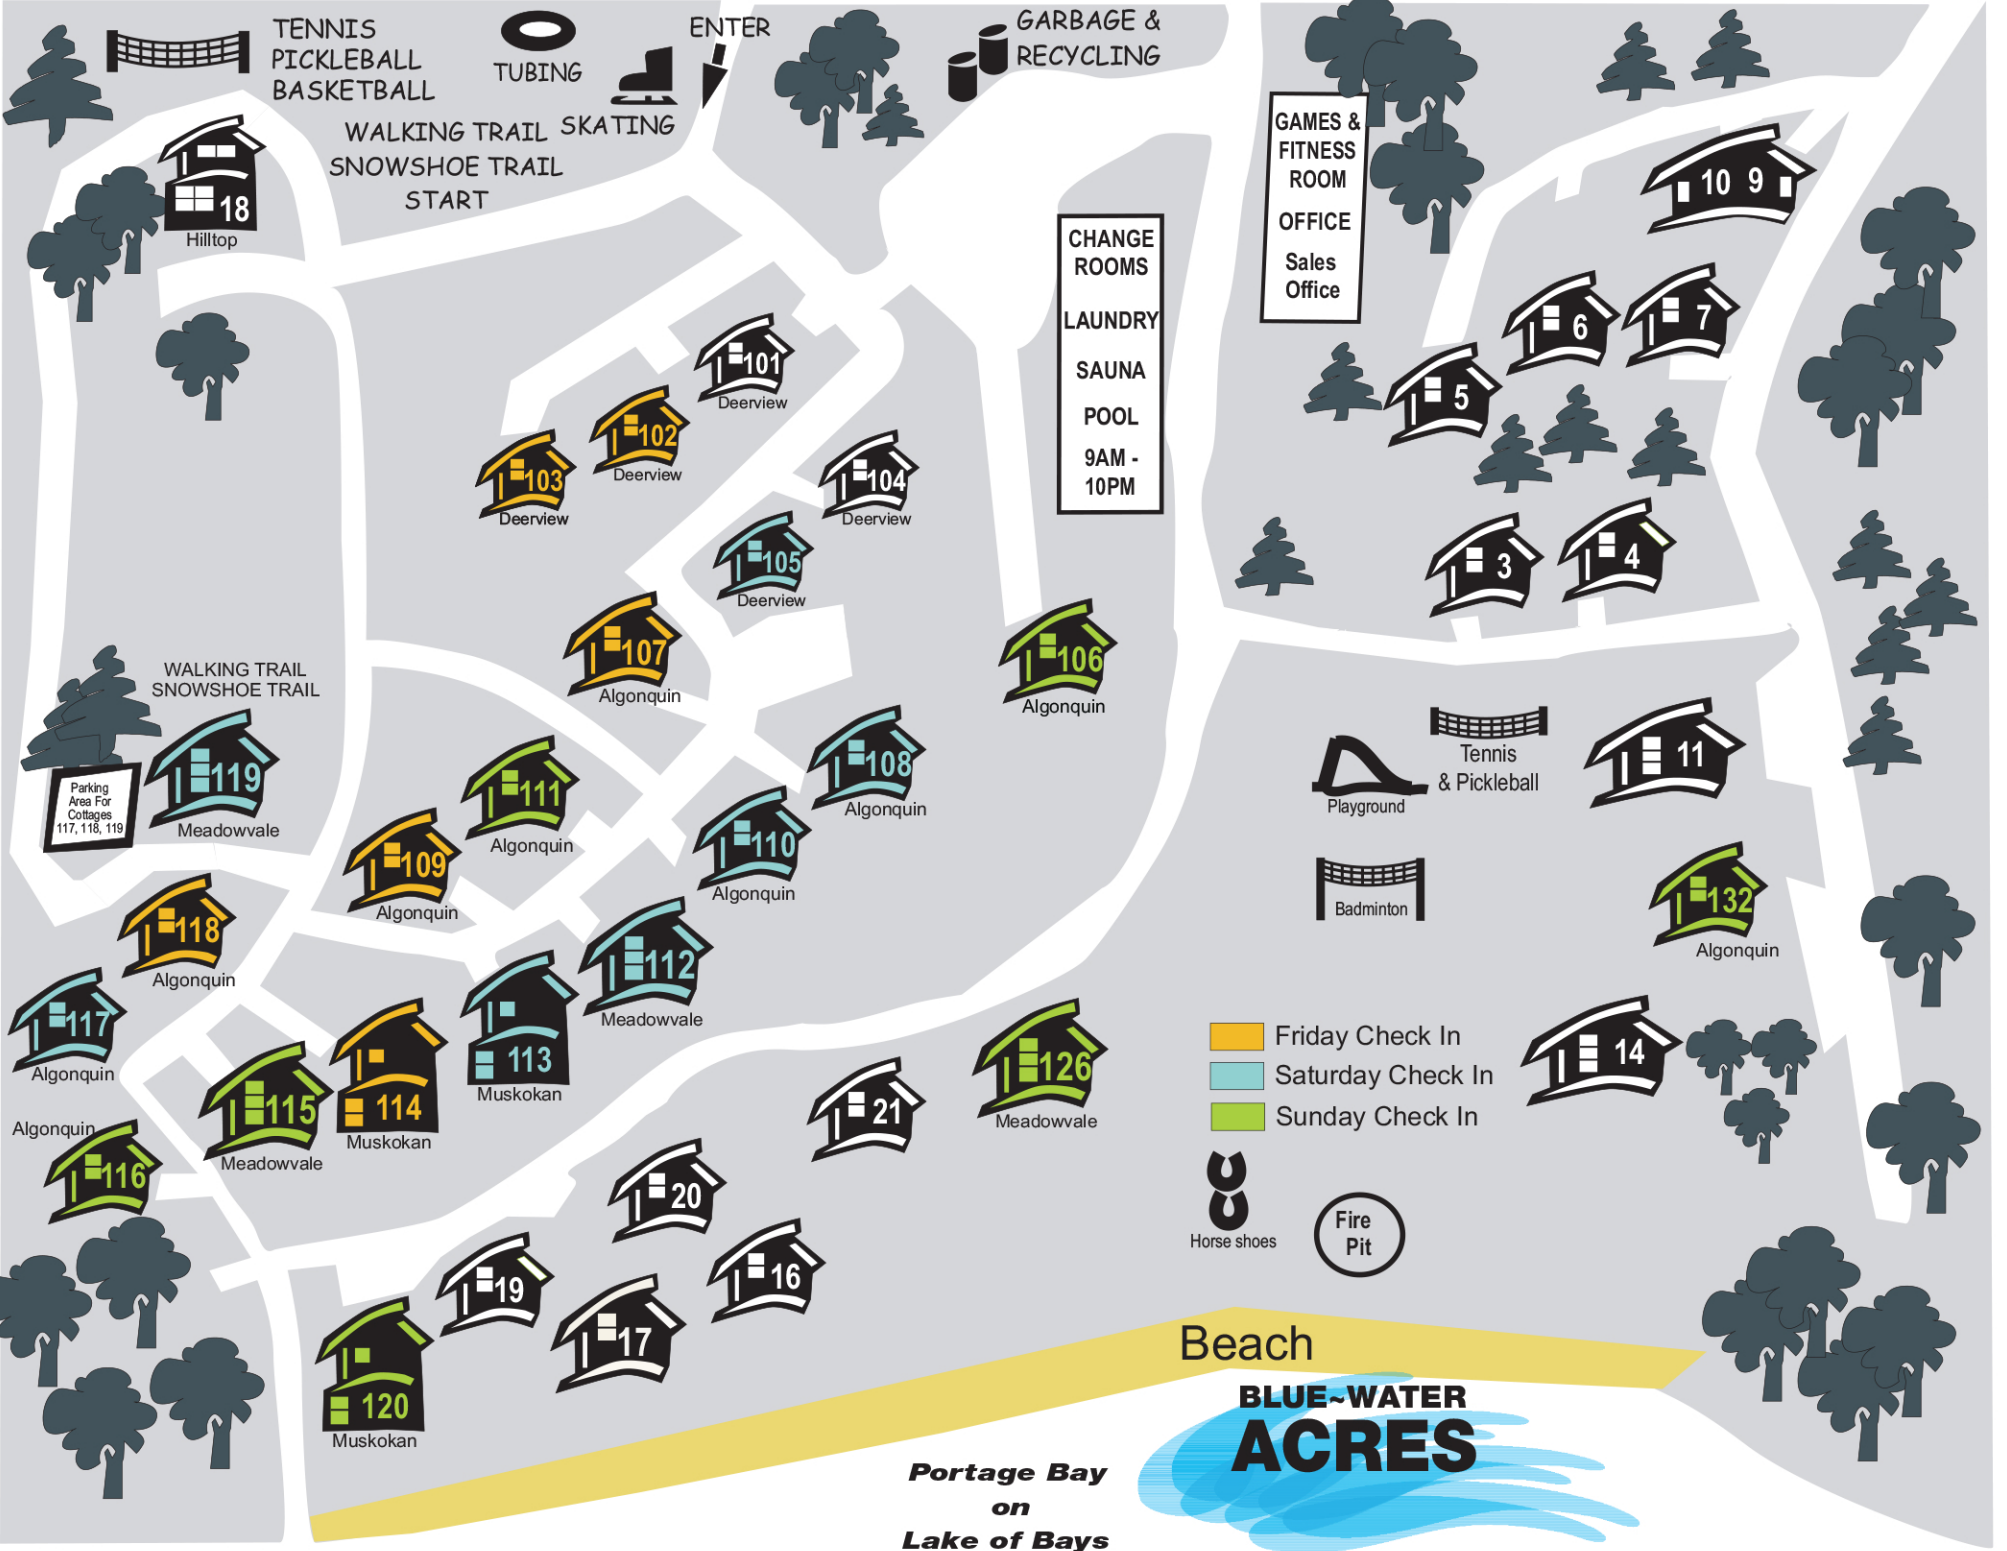 TENNIS
PICKLEBALL
BASKETBALL
TUBING
SKATING
ENTER
GARBAGE &
RECYCLING
WALKING TRAIL
SNOWSHOE TRAIL
START
18
Hilltop
GAMES &
FITNESS
ROOM
OFFICE
Sales
Office
10 9
CHANGE
ROOMS
LAUNDRY
SAUNA
POOL
9AM -
10PM
6
7
5
101
Deerview
102
Deerview
103
Deerview
104
Deerview
105
Deerview
3
4
107
Algonquin
106
Algonquin
WALKING TRAIL
SNOWSHOE TRAIL
119
Meadowvale
Parking
Area For
Cottages
117, 118, 119
111
Algonquin
108
Algonquin
109
Algonquin
110
Algonquin
Playground
Tennis
& Pickleball
11
Badminton
132
Algonquin
118
Algonquin
117
Algonquin
112
Meadowvale
113
Muskokan
114
Muskokan
115
Meadowvale
Algonquin
116
126
Meadowvale
Friday Check In
Saturday Check In
Sunday Check In
14
21
20
Horse shoes
Fire
Pit
19
16
17
120
Muskokan
Beach
BLUE~WATER
ACRES
Portage Bay
on
Lake of Bays